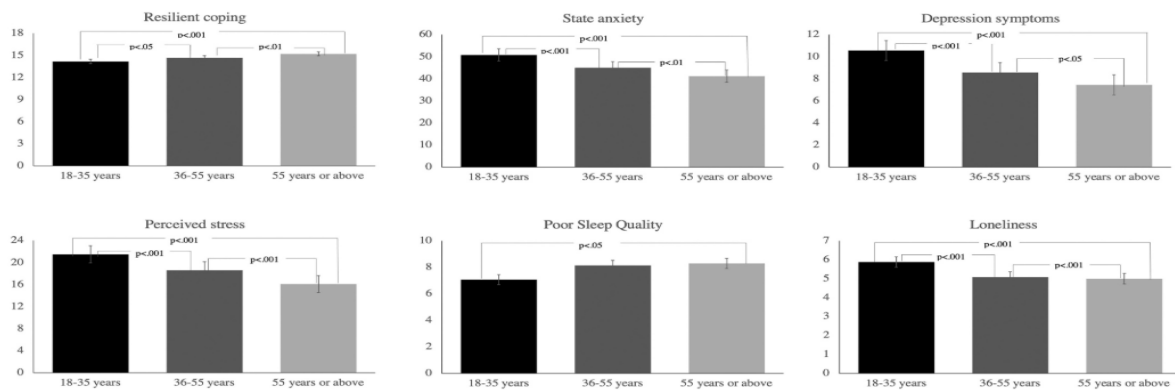 Resilient coping
18
15
12
9
6
3
0
p<.001
p<.05
p<.01
18-35 years
36-55 years
55 years or above
State anxiety
60
50
40
30
20
10
0
p<.001
p<.001
p<.01
18-35 years
36-55 years
55 years or above
Depression symptoms
12
10
8
6
4
2
0
p<.001
p<.001
p<.05
18-35 years
36-55 years
55 years or above
Perceived stress
24
20
16
12
8
4
0
p<.001
p<.001
p<.001
18-35 years
36-55 years
55 years or above
Poor Sleep Quality
10
8
6
4
2
0
p<.05
18-35 years
36-55 years
55 years or above
Loneliness
7
6
5
4
3
2
1
0
p<.001
p<.001
p<.001
18-35 years
36-55 years
55 years or above